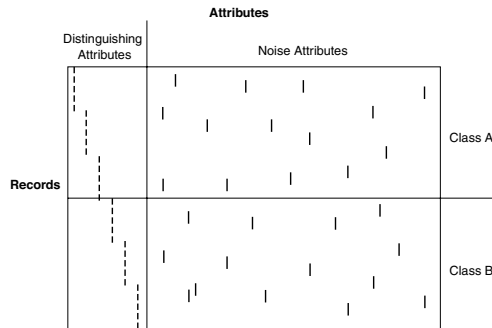 Attributes
Distinguishing
Attributes
Noise Attributes
Class A
Records
Class B